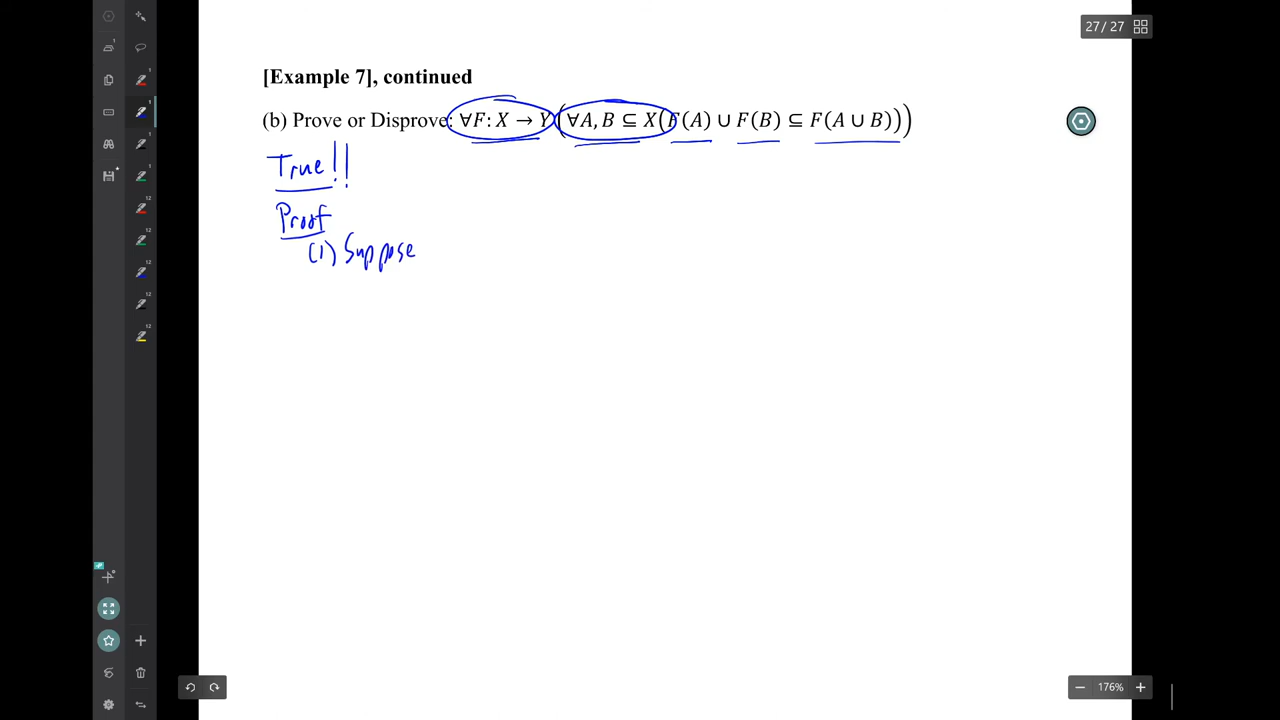 27/27
[Example 7], continued
(b) Prove or Disprove: ∀F: X → Y (∀A, B ⊆ X(F(A) ∪ F(B) ⊆ F(A ∪ B)))
True!!
Proof
(1) Suppose
176%